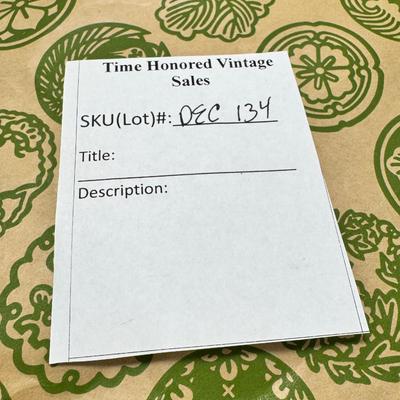 Time Honored Vintage
Sales
SKU(Lot)#: DEC 134
Title:
Description: